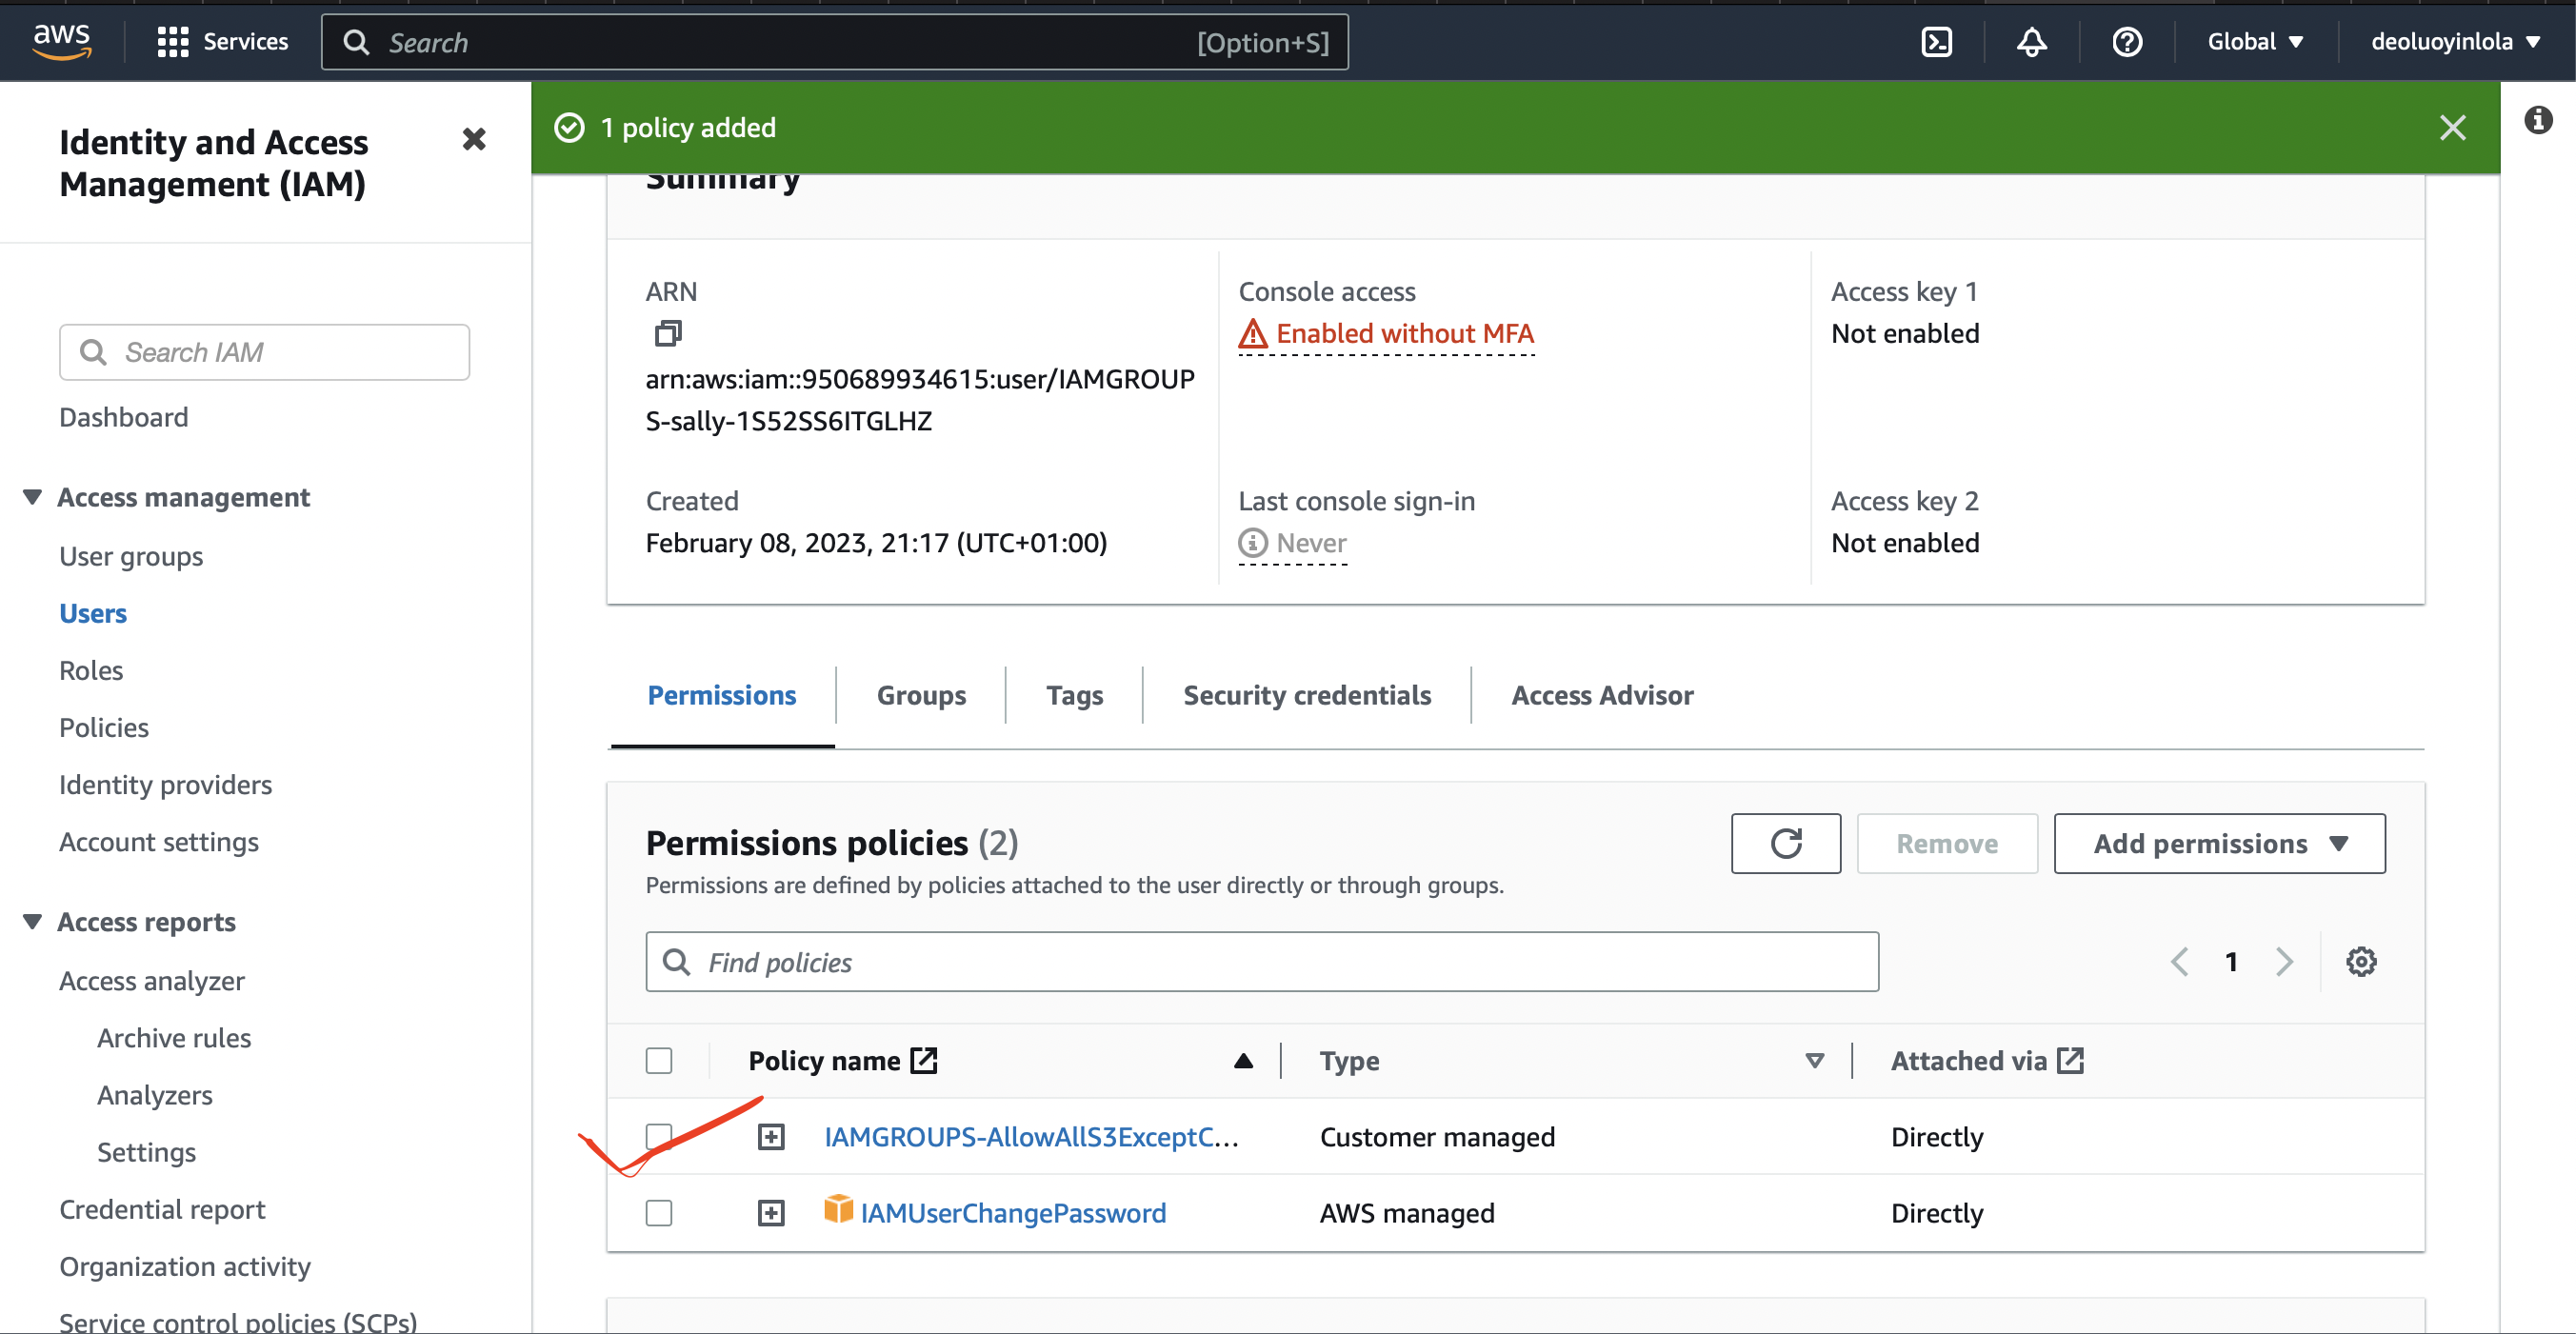 aws
Services
Search
[Option+S]
Global
deoluoyinlola
Identity and Access
Management (IAM)
Search IAM
Dashboard
Access management
User groups
Users
Roles
Policies
Identity providers
Account settings
Access reports
Access analyzer
Archive rules
Analyzers
Settings
Credential report
Organization activity
Service control policies (SCPs)
1 policy added
Summary
ARN
arn:aws:iam::950689934615:user/IAMGROUP
S-sally-1S52SS6ITGLHZ
Console access
Enabled without MFA
Access key 1
Not enabled
Created
February 08, 2023, 21:17 (UTC+01:00)
Last console sign-in
Never
Access key 2
Not enabled
Permissions
Groups
Tags
Security credentials
Access Advisor
Permissions policies (2)
Permissions are defined by policies attached to the user directly or through groups.
Remove
Add permissions
Find policies
1
Policy name
Type
Attached via
IAMGROUPS-AllowAllS3ExceptC...
Customer managed
Directly
IAMUserChangePassword
AWS managed
Directly